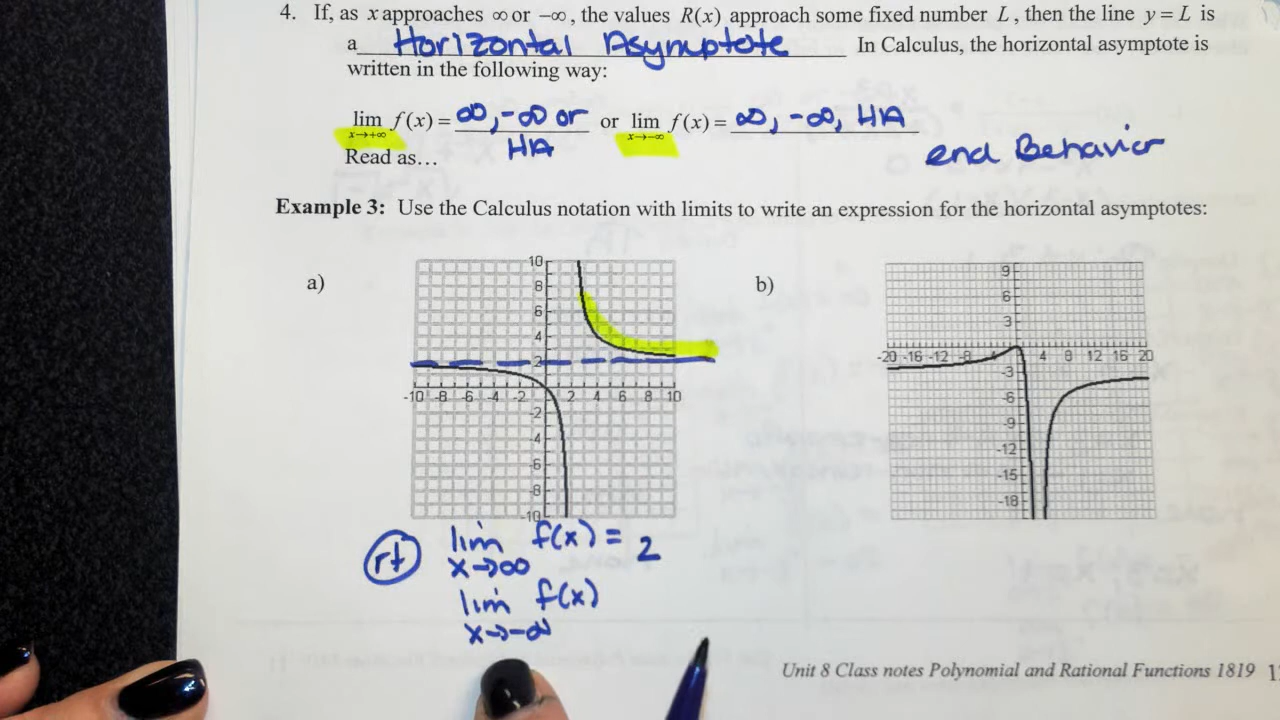 4. If, as x approaches ∞ or −∞, the values R(x) approach some fixed number L, then the line y = L is
a Horizontal Asymptote In Calculus, the horizontal asymptote is
written in the following way:
lim f(x) = ∞, -∞ or or lim f(x) = ∞, -∞, HA
x→+∞ HA x→−∞
Read as...
end Behavior
Example 3: Use the Calculus notation with limits to write an expression for the horizontal asymptotes:
a)
10
8
6
4
2
-10 -8 -6 -4 -2 2 4 6 8 10
-2
-4
-6
-8
-10
b)
9
6
3
-20 -16 -12 -8 4 8 12 16 20
-3
-6
-9
-12
-15
-18
rt lim f(x) = 2
x→∞
lim f(x)
x→-∞
Unit 8 Class notes Polynomial and Rational Functions 1819